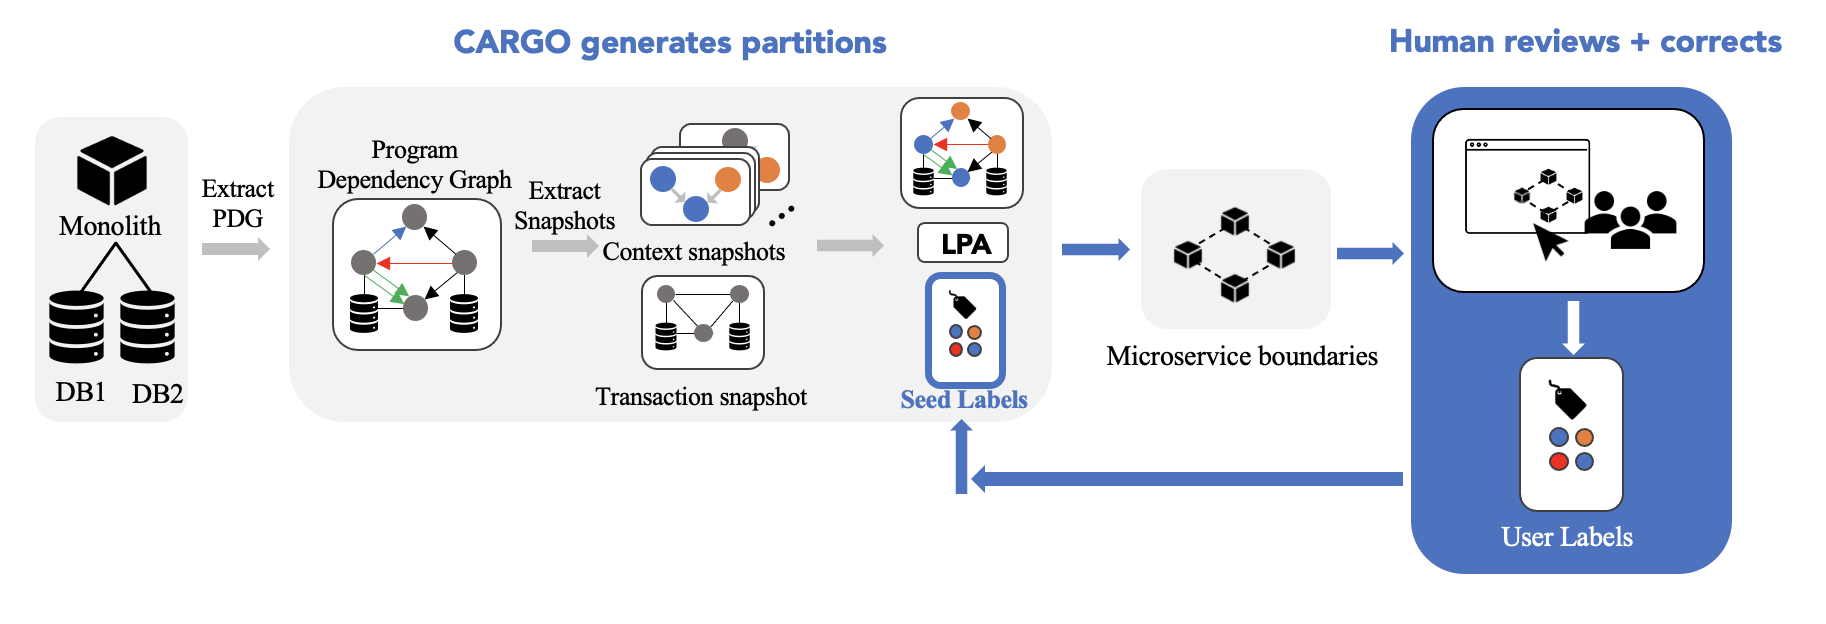 CARGO generates partitions
Human reviews + corrects
Monolith
DB1
DB2
Extract
PDG
Program
Dependency Graph
Extract
Snapshots
Context snapshots
Transaction snapshot
LPA
Seed Labels
Microservice boundaries
User Labels